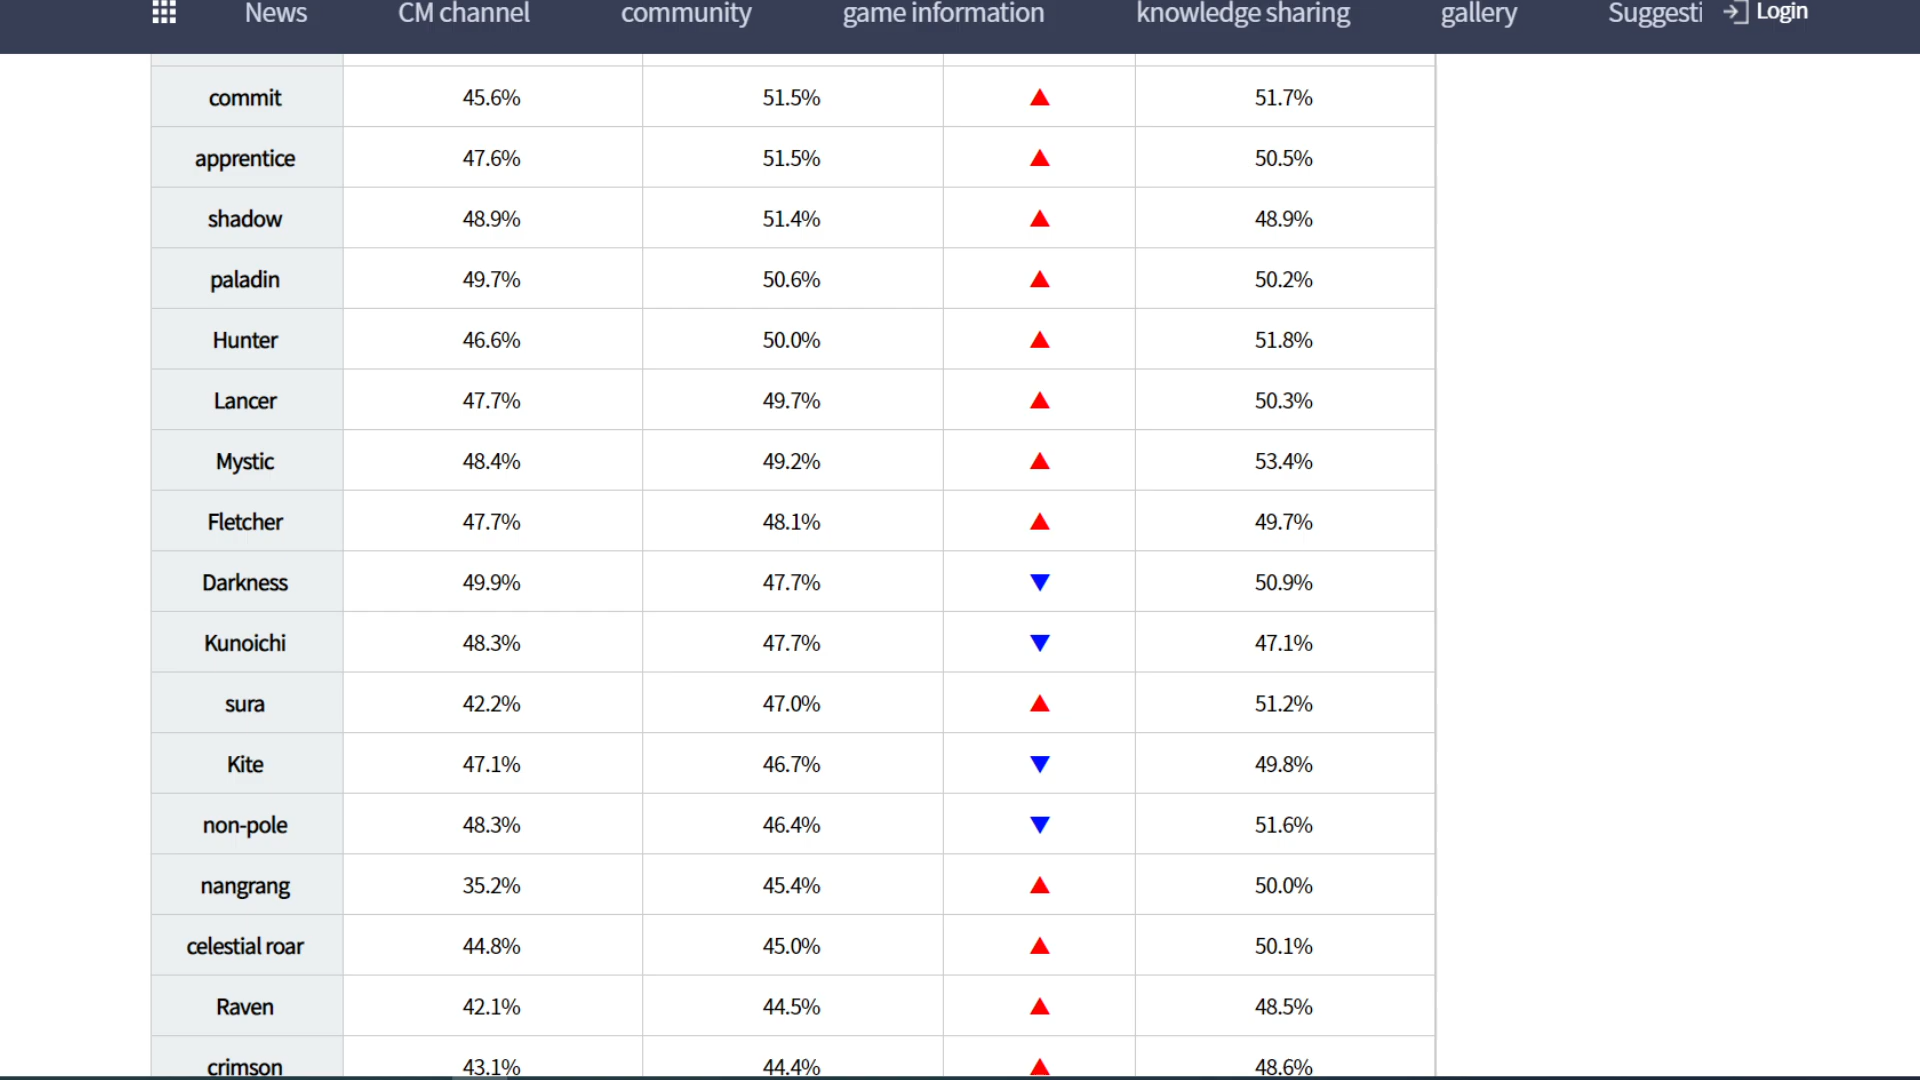 News CM channel community game information knowledge sharing gallery Suggesti Login
commit 45.6% 51.5% ▲ 51.7%
apprentice 47.6% 51.5% ▲ 50.5%
shadow 48.9% 51.4% ▲ 48.9%
paladin 49.7% 50.6% ▲ 50.2%
Hunter 46.6% 50.0% ▲ 51.8%
Lancer 47.7% 49.7% ▲ 50.3%
Mystic 48.4% 49.2% ▲ 53.4%
Fletcher 47.7% 48.1% ▲ 49.7%
Darkness 49.9% 47.7% ▼ 50.9%
Kunoichi 48.3% 47.7% ▼ 47.1%
sura 42.2% 47.0% ▲ 51.2%
Kite 47.1% 46.7% ▼ 49.8%
non-pole 48.3% 46.4% ▼ 51.6%
nangrang 35.2% 45.4% ▲ 50.0%
celestial roar 44.8% 45.0% ▲ 50.1%
Raven 42.1% 44.5% ▲ 48.5%
crimson 43.1% 44.4% ▲ 48.6%